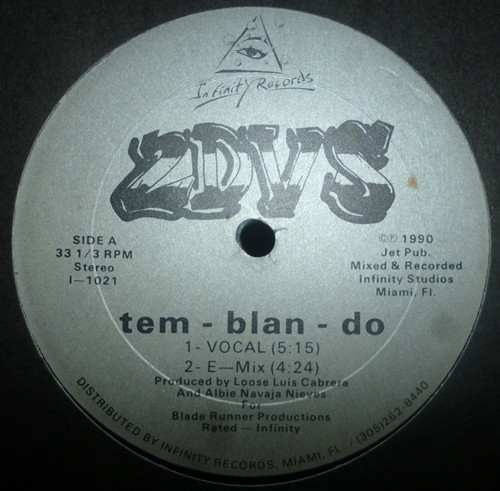 Infinity Records
2DVS
SIDE A
33 1/3 RPM
Stereo
I—1021
©℗ 1990
Jet Pub.
Mixed & Recorded
Infinity Studios
Miami, Fl.
tem - blan - do
1- VOCAL (5:15)
2- E—Mix (4:24)
Produced by Loose Luis Cabrera
And Albie Navaja Nieves
For
Blade Runner Productions
Rated — Infinity
DISTRIBUTED BY INFINITY RECORDS, MIAMI, FL / (305)262-8440